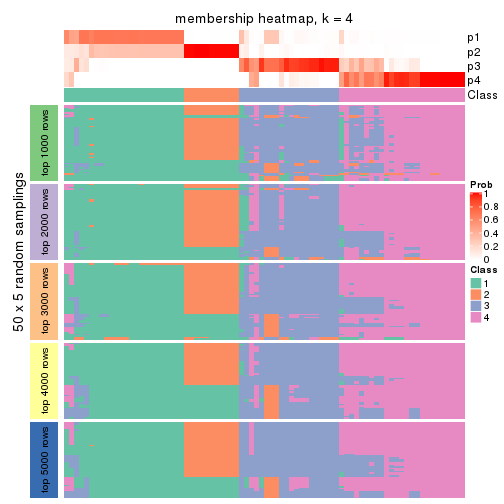 membership heatmap, k = 4
p1
p2
p3
p4
Class
50 x 5 random samplings
top 1000 rows
top 2000 rows
top 3000 rows
top 4000 rows
top 5000 rows
Prob
1
0.8
0.6
0.4
0.2
0
Class
1
2
3
4